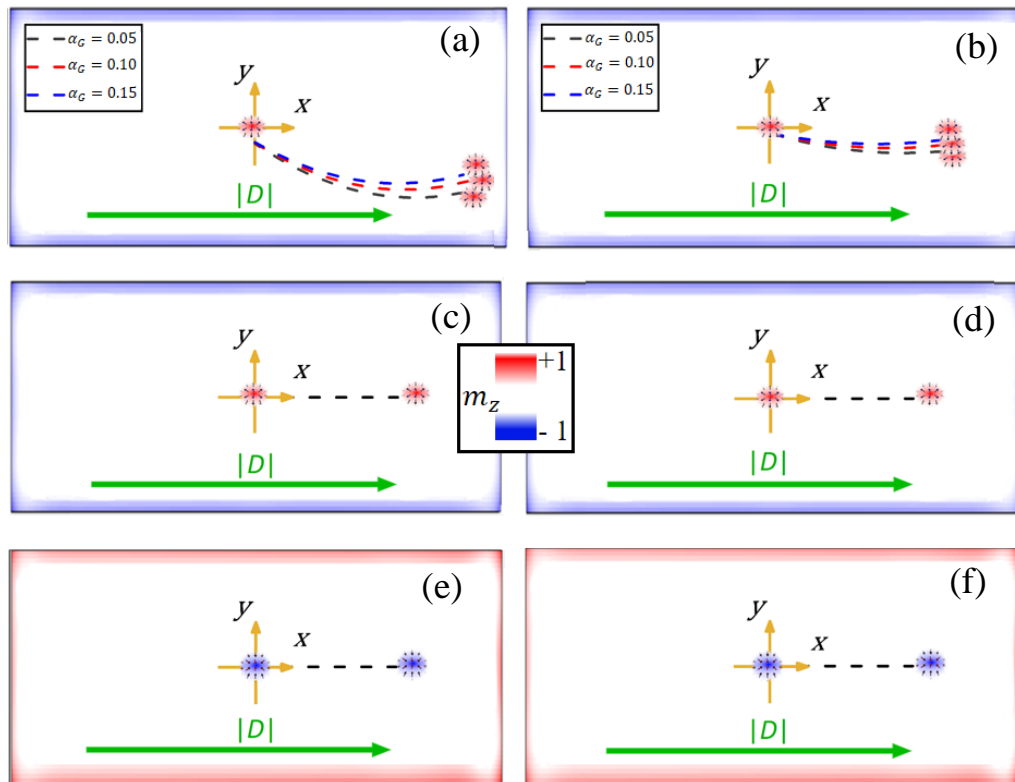 (a)
α_G = 0.05
α_G = 0.10
α_G = 0.15
y
x
|D|
(b)
α_G = 0.05
α_G = 0.10
α_G = 0.15
y
x
|D|
(c)
y
x
|D|
(d)
y
x
|D|
+1
m_z
- 1
(e)
y
x
|D|
(f)
y
x
|D|